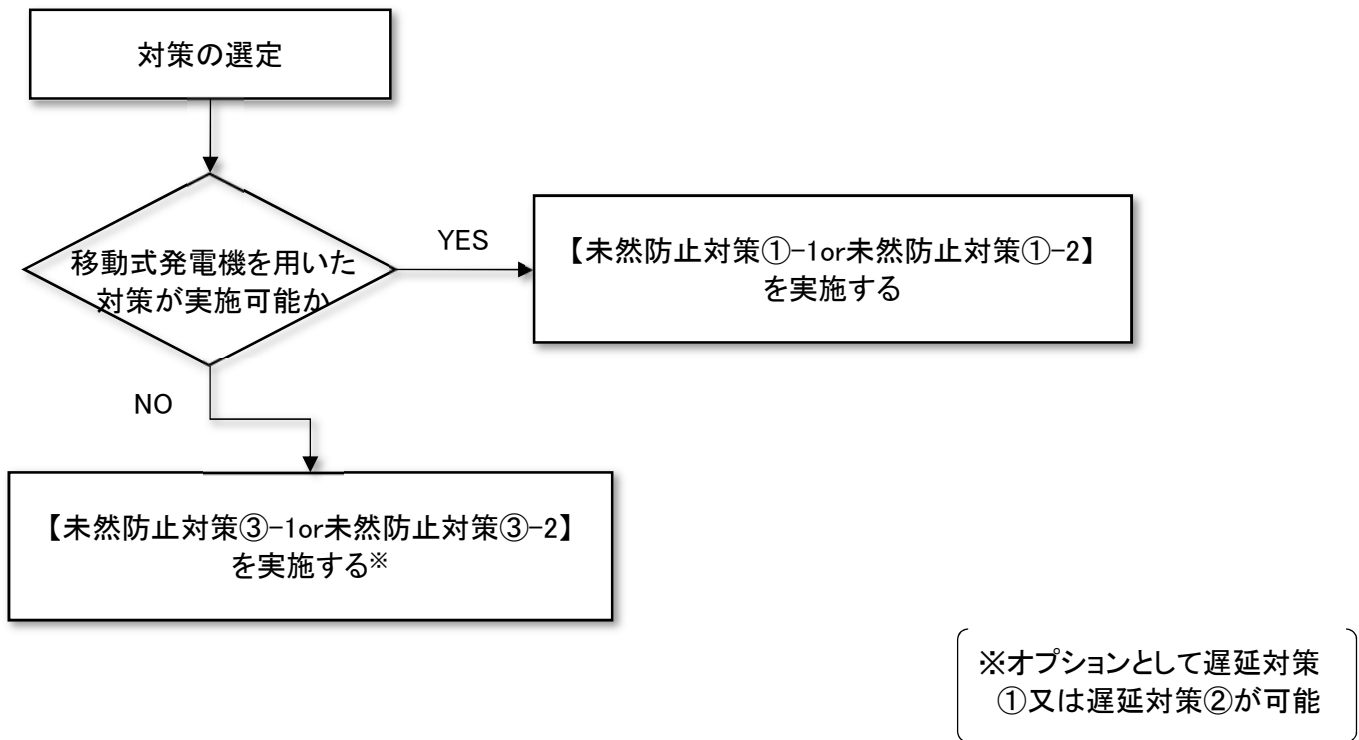 対策の選定
移動式発電機を用いた
対策が実施可能か
YES
【未然防止対策①-1or未然防止対策①-2】
を実施する
NO
【未然防止対策③-1or未然防止対策③-2】
を実施する※
※オプションとして遅延対策
①又は遅延対策②が可能